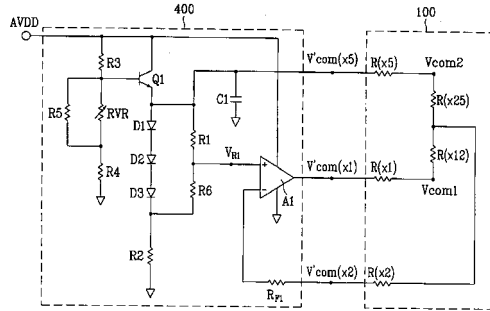 400
100
AVDD
R3
Q1
V'com(x5)
R(x5)
Vcom2
R5
RVR
C1
R(x25)
D1
R1
D2
VR1
V'com(x1)
R(x1)
R(x12)
R4
+
-
A1
Vcom1
D3
R6
R2
V'com(x2)
R(x2)
RF1